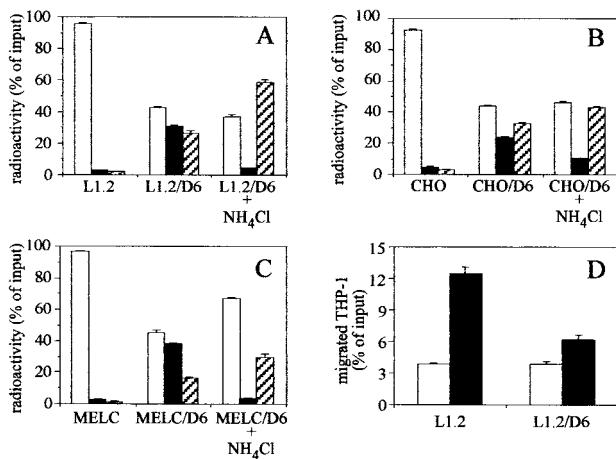 A
radioactivity (% of input)
100
80
60
40
20
0
L1.2
L1.2/D6
L1.2/D6
+
NH4Cl
B
radioactivity (% of input)
100
80
60
40
20
0
CHO
CHO/D6
CHO/D6
+
NH4Cl
C
radioactivity (% of input)
100
80
60
40
20
0
MELC
MELC/D6
MELC/D6
+
NH4Cl
D
migrated THP-1
(% of input)
15
12
9
6
3
0
L1.2
L1.2/D6